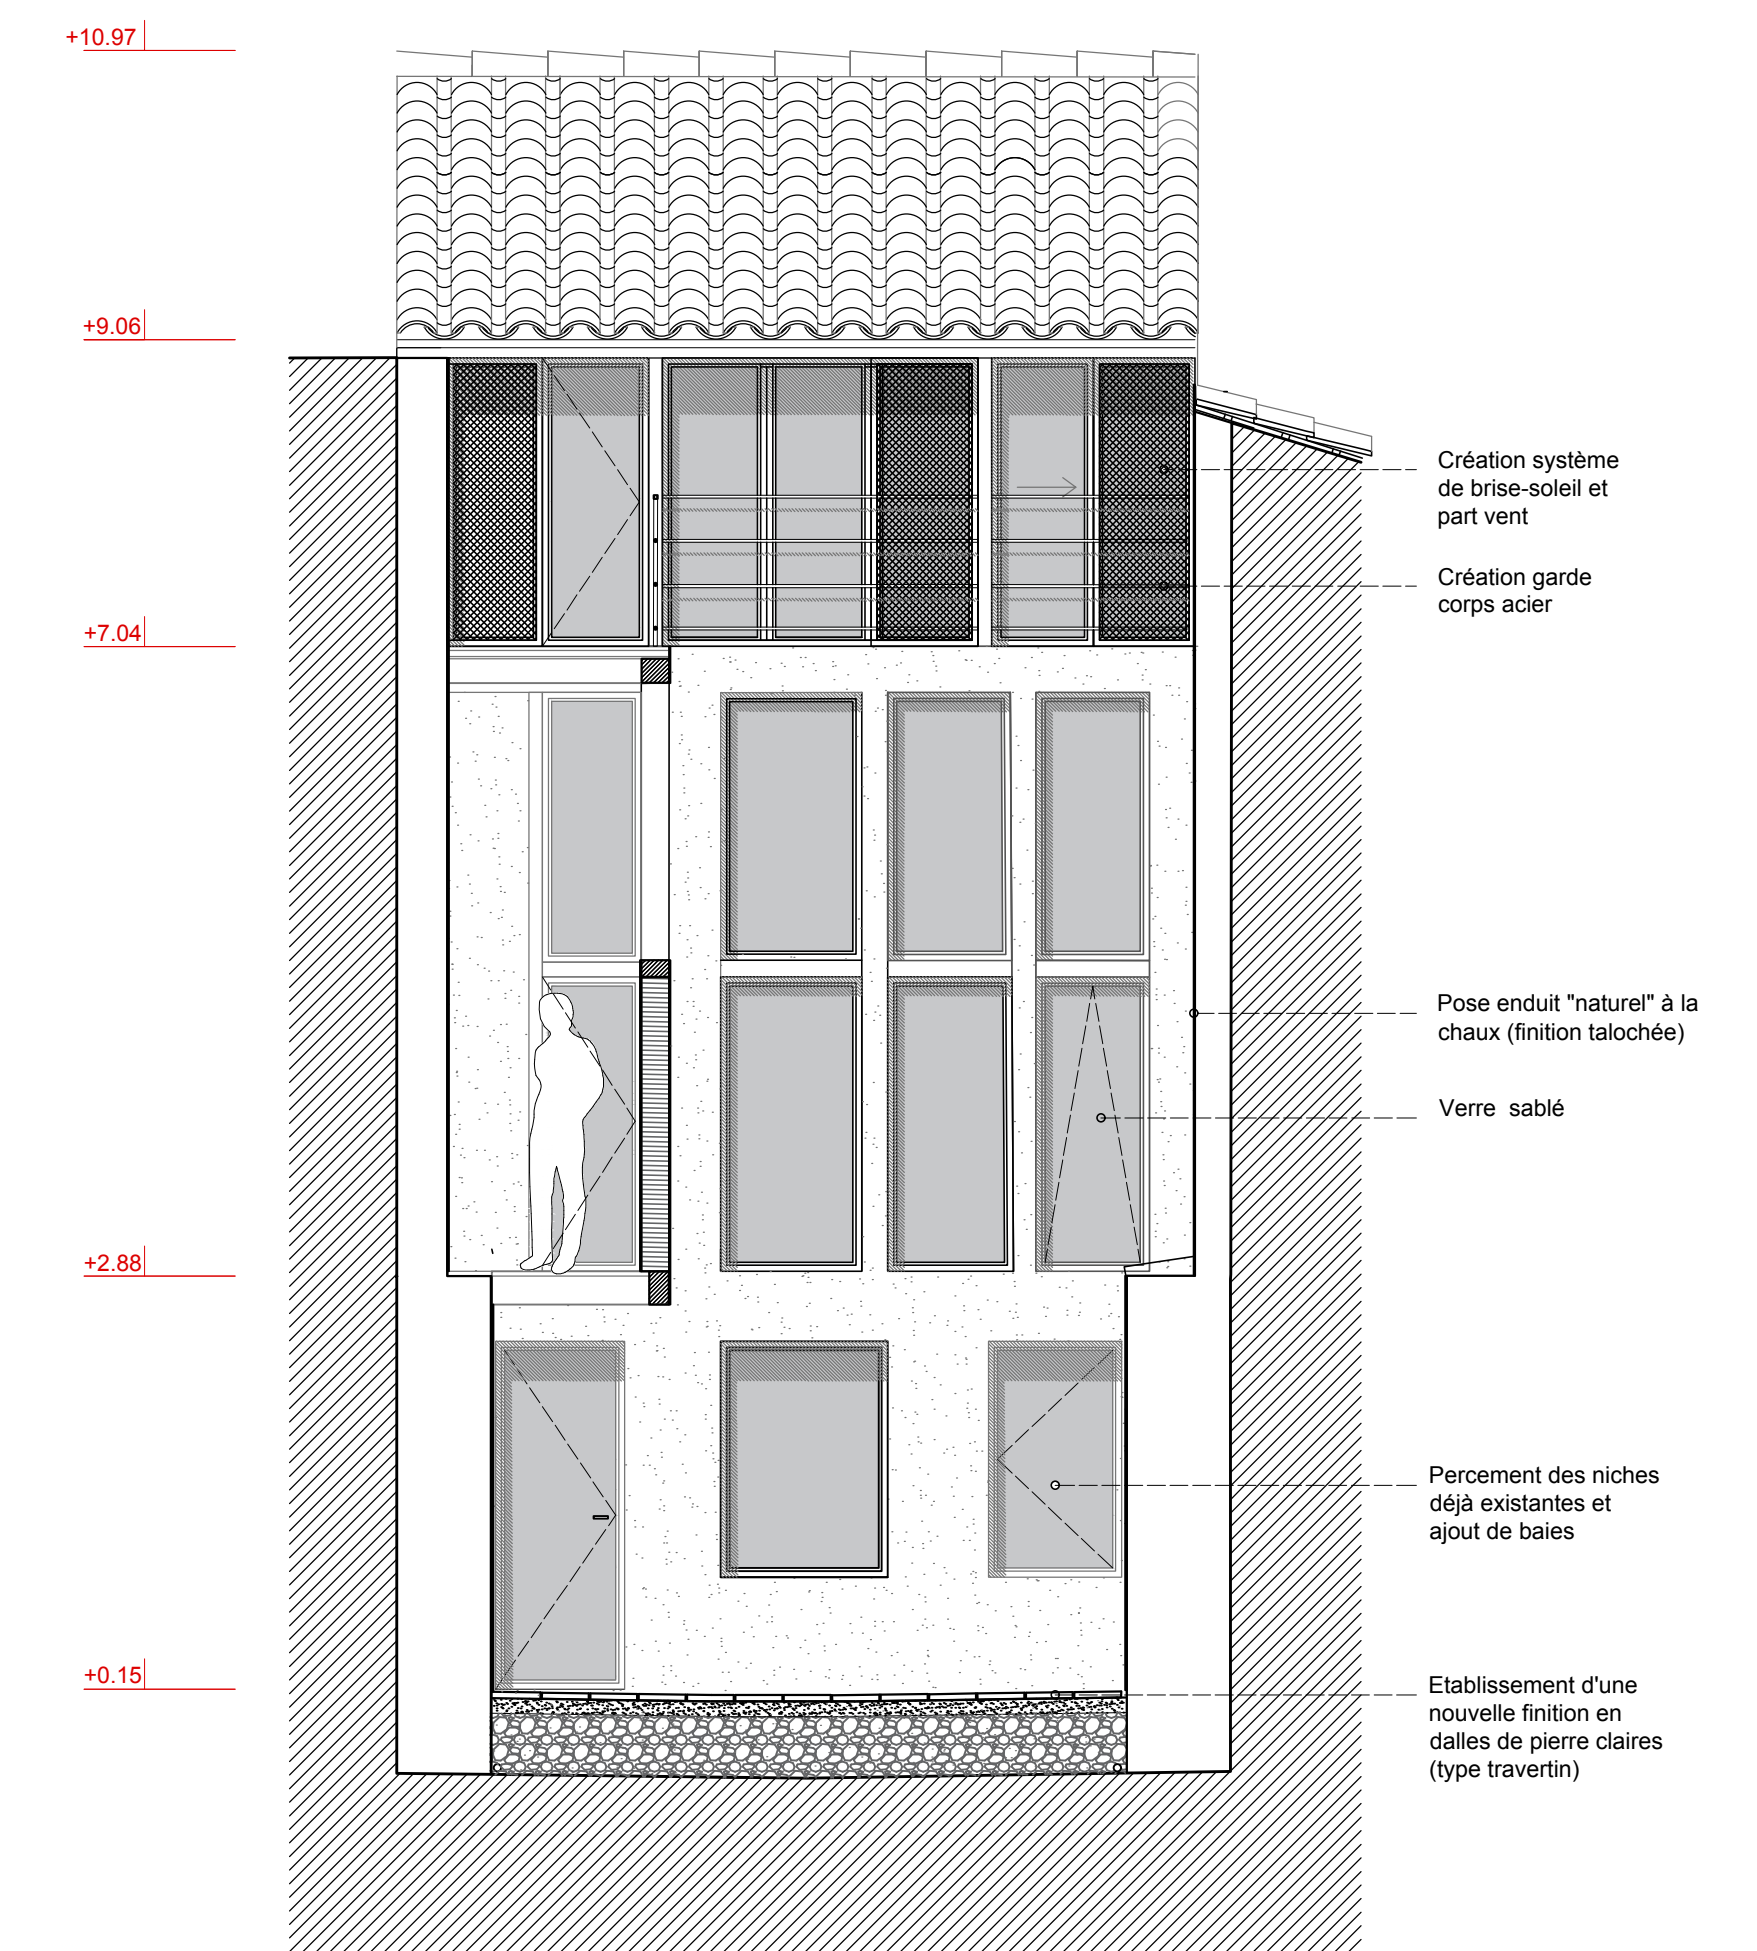 +10.97
+9.06
Création système
de brise-soleil et
part vent
Création garde
corps acier
+7.04
Pose enduit "naturel" à la
chaux (finition talochée)
Verre sablé
+2.88
Percement des niches
déjà existantes et
ajout de baies
+0.15
Etablissement d'une
nouvelle finition en
dalles de pierre claires
(type travertin)